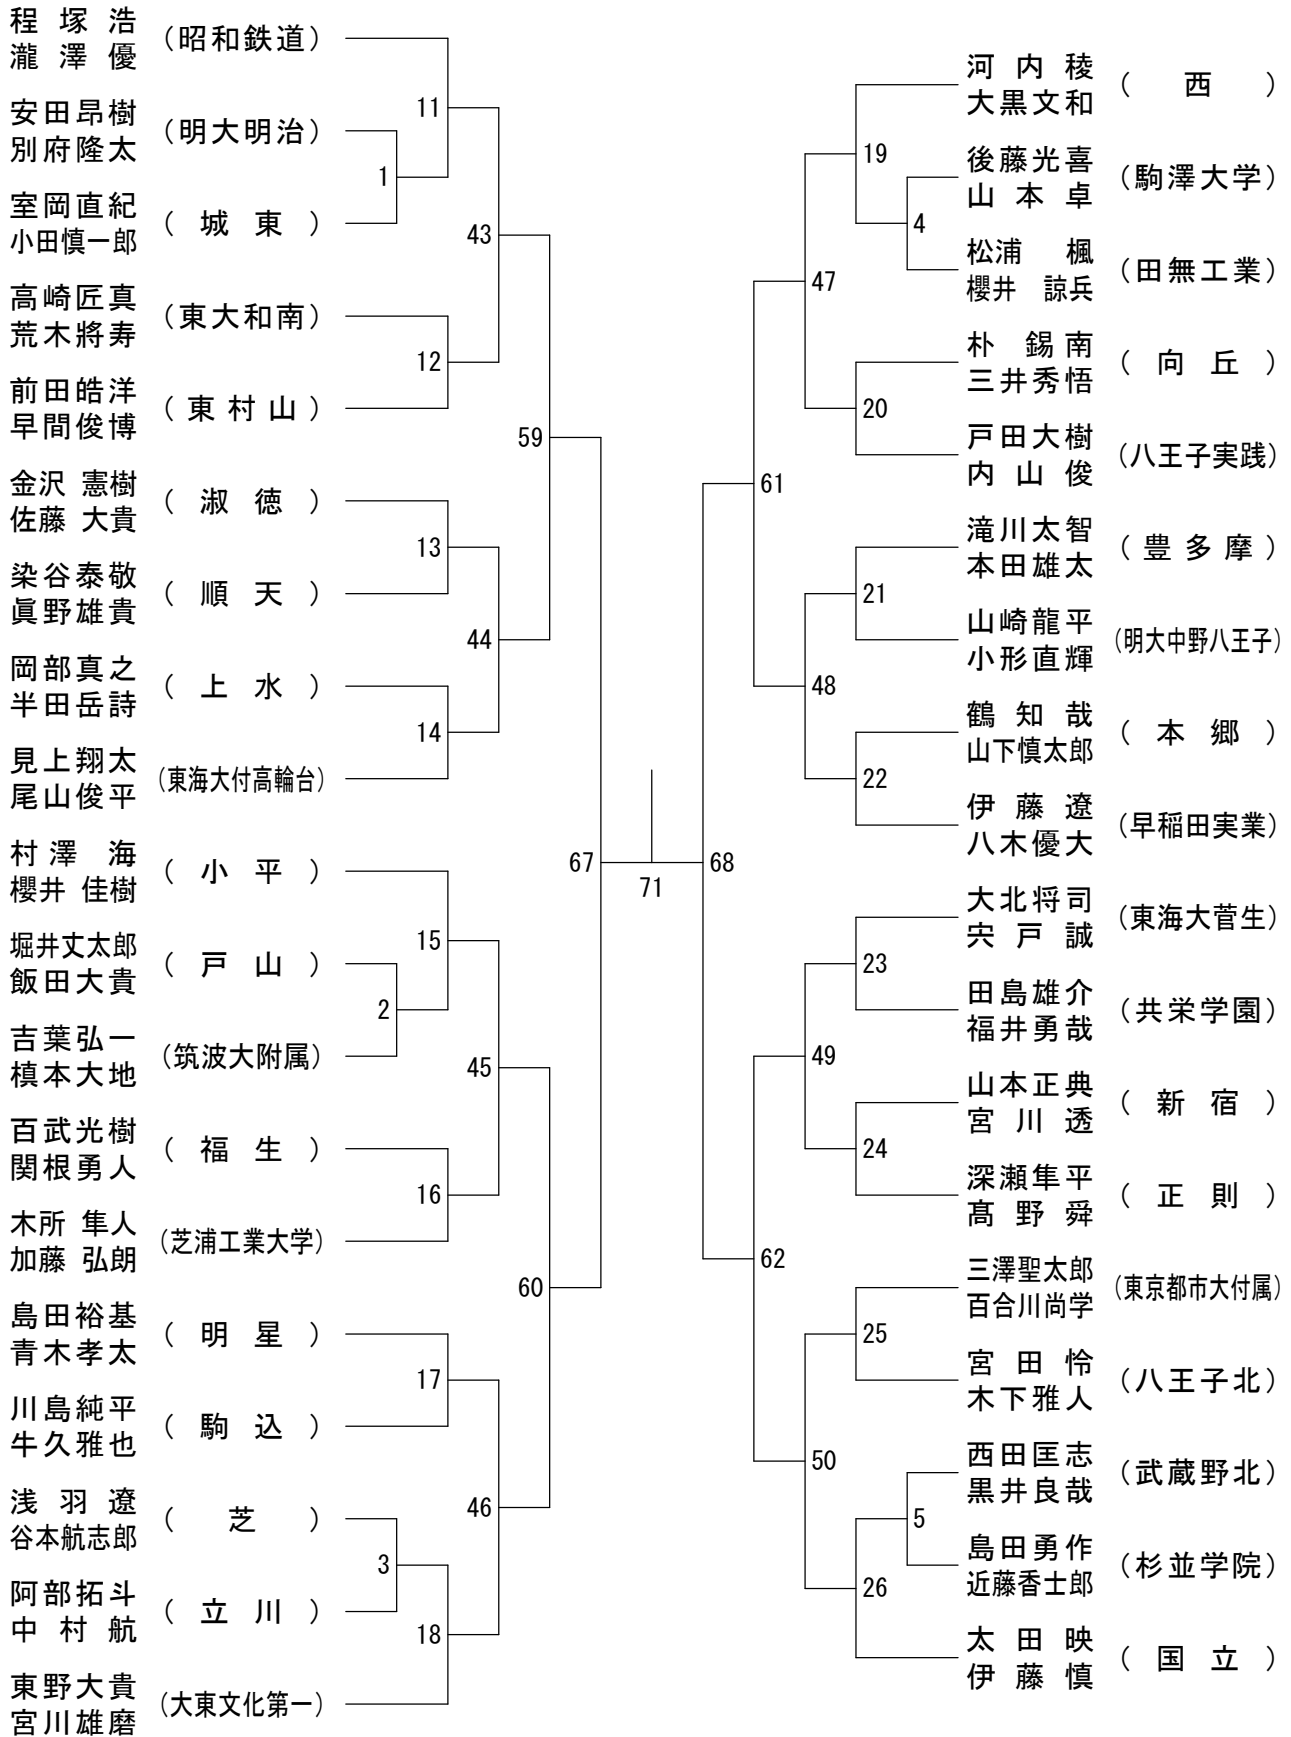 程塚浩
瀧澤優
(昭和鉄道)
安田昂樹
別府隆太
(明大明治)
室岡直紀
小田慎一郎
(城東)
高崎匠真
荒木將寿
(東大和南)
前田皓洋
早間俊博
(東村山)
金沢 憲樹
佐藤 大貴
(淑徳)
染谷泰敬
眞野雄貴
(順天)
岡部真之
半田岳詩
(上水)
見上翔太
尾山俊平
(東海大付高輪台)
村澤 海
櫻井 佳樹
(小平)
堀井丈太郎
飯田大貴
(戸山)
吉葉弘一
槙本大地
(筑波大附属)
百武光樹
関根勇人
(福生)
木所 隼人
加藤 弘朗
(芝浦工業大学)
島田裕基
青木孝太
(明星)
川島純平
牛久雅也
(駒込)
浅羽遼
谷本航志郎
(芝)
阿部拓斗
中村航
(立川)
東野大貴
宮川雄磨
(大東文化第一)
1
2
3
11
12
13
14
15
16
17
18
43
44
45
46
59
60
67
71
68
61
62
47
48
49
50
19
20
21
22
23
24
25
26
4
5
河内稜
大黒文和
(西)
後藤光喜
山本卓
(駒澤大学)
松浦 楓
櫻井 諒兵
(田無工業)
朴錫南
三井秀悟
(向丘)
戸田大樹
内山俊
(八王子実践)
滝川太智
本田雄太
(豊多摩)
山崎龍平
小形直輝
(明大中野八王子)
鶴知哉
山下慎太郎
(本郷)
伊藤遼
八木優大
(早稲田実業)
大北将司
宍戸誠
(東海大菅生)
田島雄介
福井勇哉
(共栄学園)
山本正典
宮川透
(新宿)
深瀬隼平
髙野舜
(正則)
三澤聖太郎
百合川尚学
(東京都市大付属)
宮田怜
木下雅人
(八王子北)
西田匡志
黒井良哉
(武蔵野北)
島田勇作
近藤香士郎
(杉並学院)
太田映
伊藤慎
(国立)